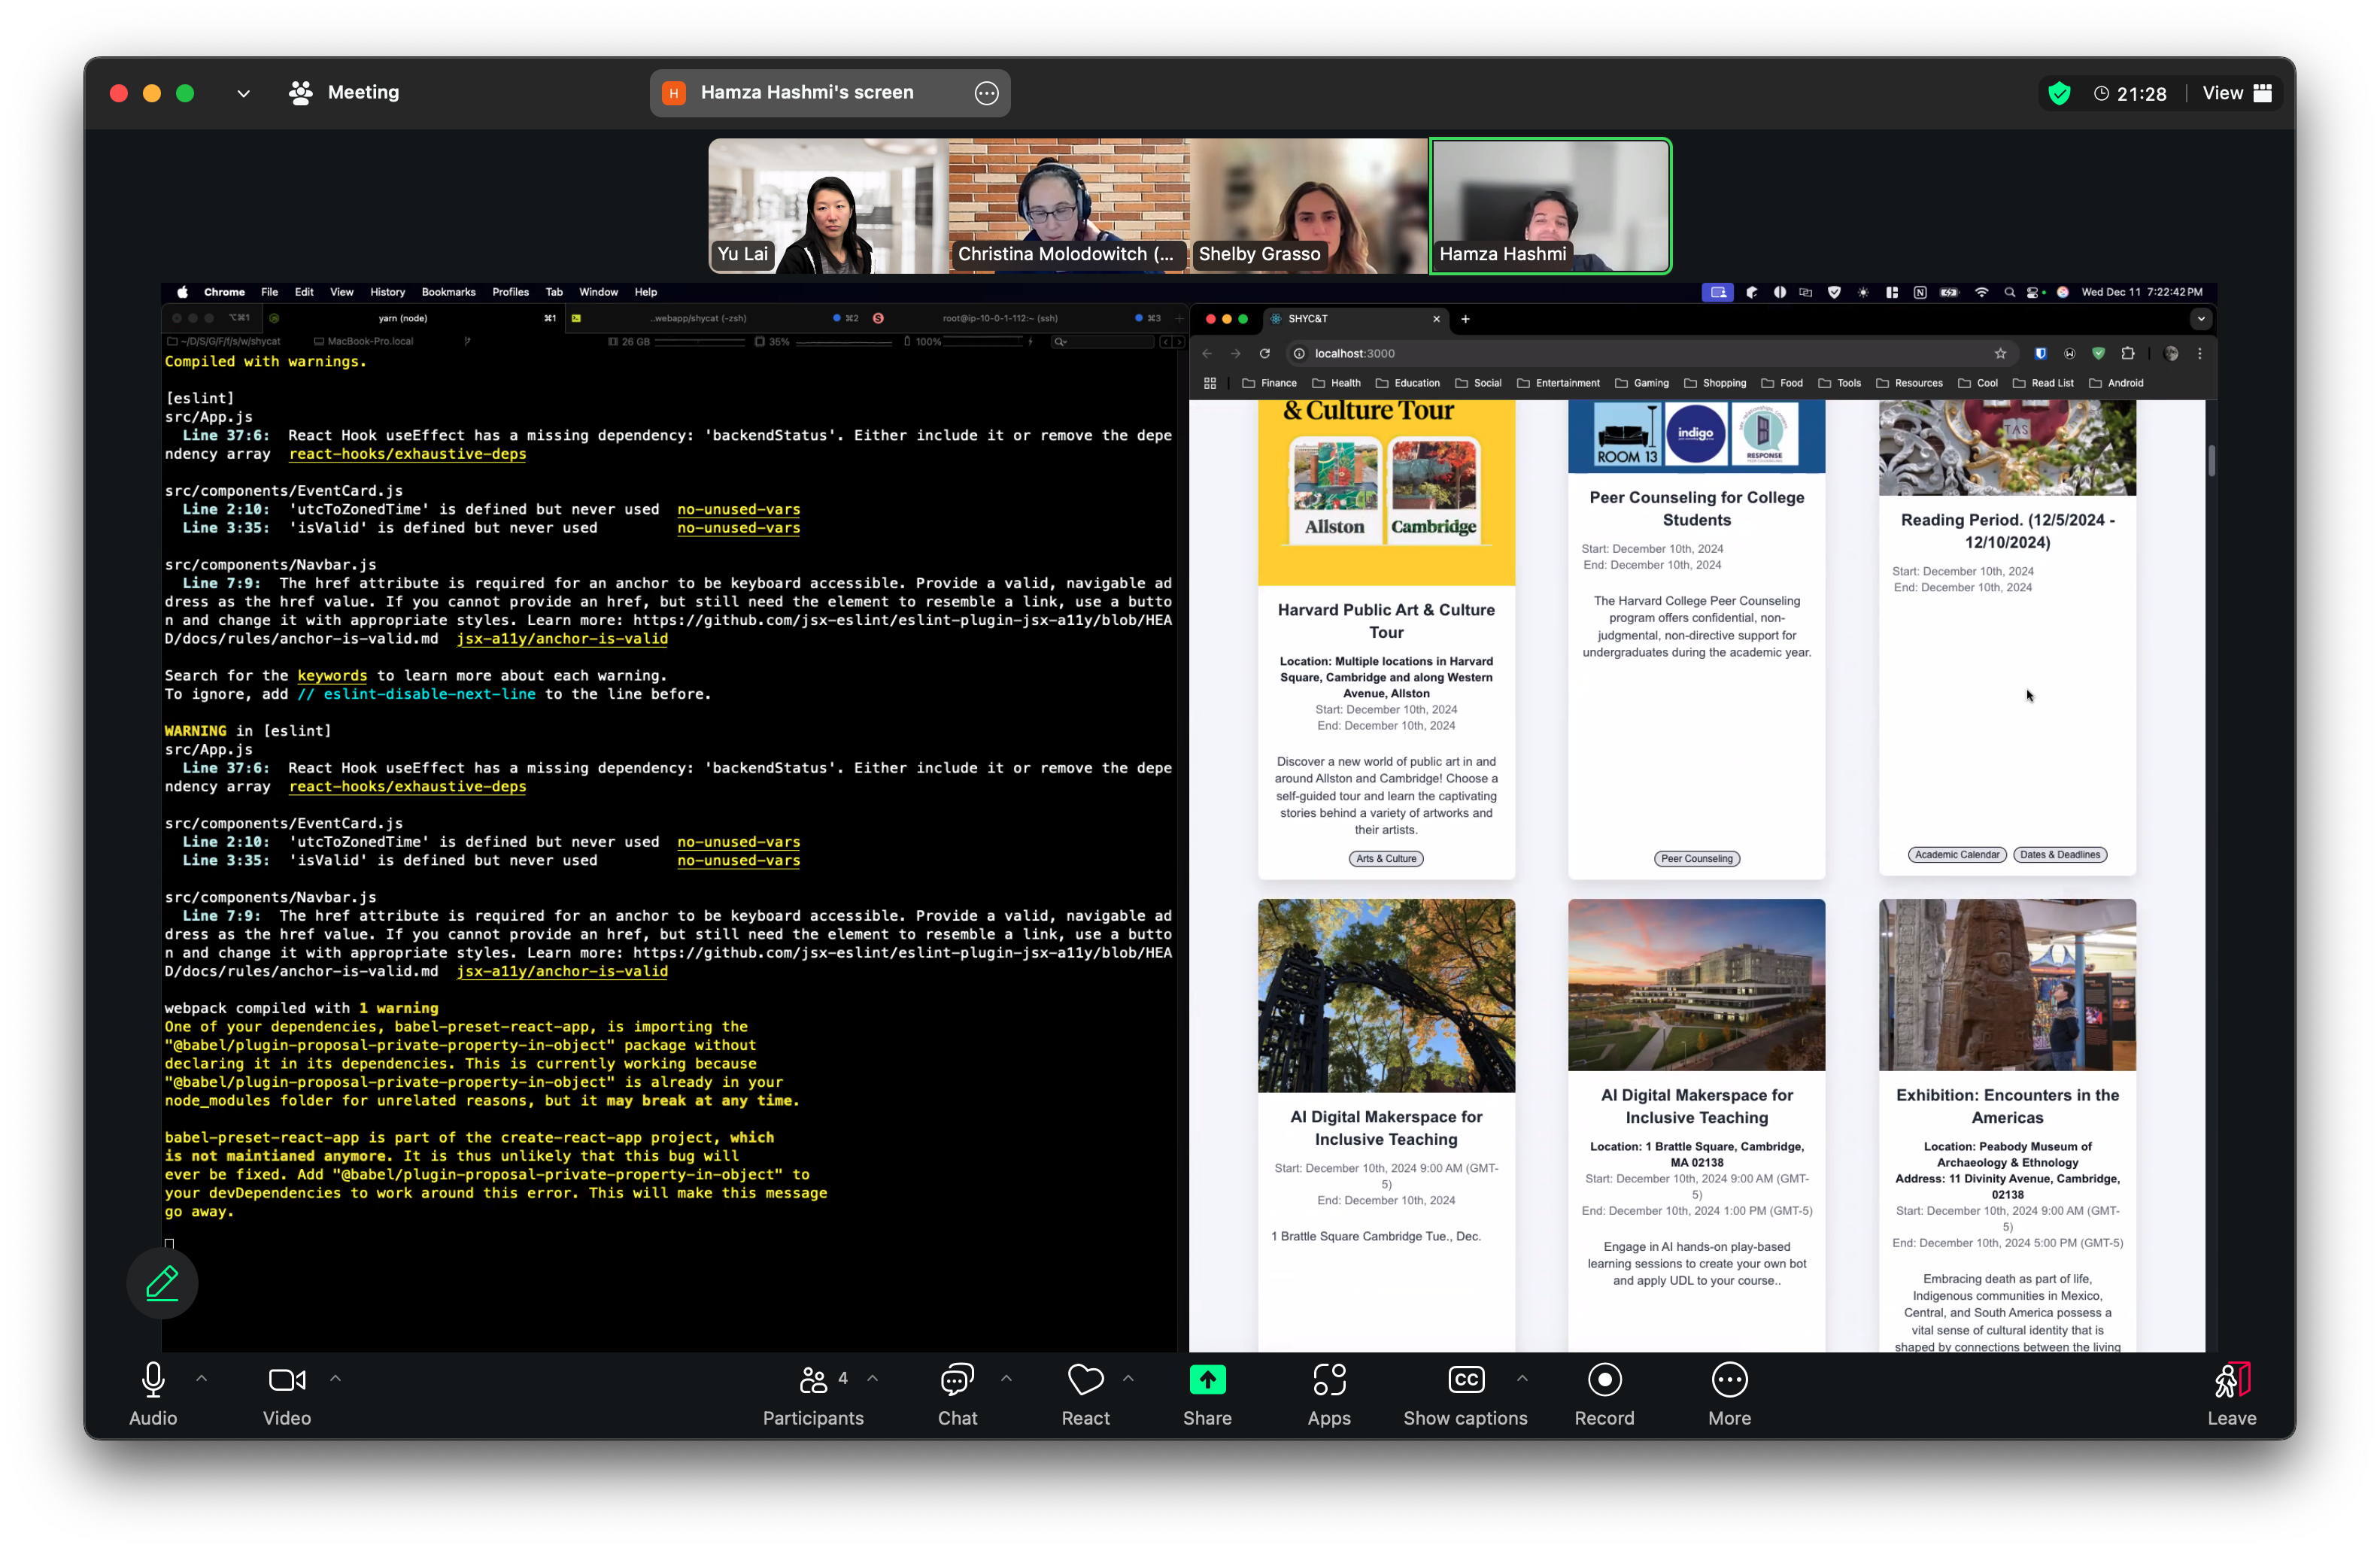 Meeting
H Hamza Hashmi's screen
21:28 View
Yu Lai
Christina Molodowitch (...
Shelby Grasso
Hamza Hashmi
Chrome File Edit View History Bookmarks Profiles Tab Window Help
Wed Dec 11 7:22:42 PM
⌥⌘1 yarn (node) ⌘1 ..webapp/shycat (-zsh) ⌘2 root@ip-10-0-1-112:~ (ssh) ⌘3
~/D/S/G/F/f/s/w/shycat MacBook-Pro.local 26 GB 35% 100%
Compiled with warnings.
[eslint]
src/App.js
Line 37:6: React Hook useEffect has a missing dependency: 'backendStatus'. Either include it or remove the depe
ndency array react-hooks/exhaustive-deps
src/components/EventCard.js
Line 2:10: 'utcToZonedTime' is defined but never used no-unused-vars
Line 3:35: 'isValid' is defined but never used no-unused-vars
src/components/Navbar.js
Line 7:9: The href attribute is required for an anchor to be keyboard accessible. Provide a valid, navigable ad
dress as the href value. If you cannot provide an href, but still need the element to resemble a link, use a butto
n and change it with appropriate styles. Learn more: https://github.com/jsx-eslint/eslint-plugin-jsx-a11y/blob/HEA
D/docs/rules/anchor-is-valid.md jsx-a11y/anchor-is-valid
Search for the keywords to learn more about each warning.
To ignore, add // eslint-disable-next-line to the line before.
WARNING in [eslint]
src/App.js
Line 37:6: React Hook useEffect has a missing dependency: 'backendStatus'. Either include it or remove the depe
ndency array react-hooks/exhaustive-deps
src/components/EventCard.js
Line 2:10: 'utcToZonedTime' is defined but never used no-unused-vars
Line 3:35: 'isValid' is defined but never used no-unused-vars
src/components/Navbar.js
Line 7:9: The href attribute is required for an anchor to be keyboard accessible. Provide a valid, navigable ad
dress as the href value. If you cannot provide an href, but still need the element to resemble a link, use a butto
n and change it with appropriate styles. Learn more: https://github.com/jsx-eslint/eslint-plugin-jsx-a11y/blob/HEA
D/docs/rules/anchor-is-valid.md jsx-a11y/anchor-is-valid
webpack compiled with 1 warning
One of your dependencies, babel-preset-react-app, is importing the
"@babel/plugin-proposal-private-property-in-object" package without
declaring it in its dependencies. This is currently working because
"@babel/plugin-proposal-private-property-in-object" is already in your
node_modules folder for unrelated reasons, but it may break at any time.
babel-preset-react-app is part of the create-react-app project, which
is not maintianed anymore. It is thus unlikely that this bug will
ever be fixed. Add "@babel/plugin-proposal-private-property-in-object" to
your devDependencies to work around this error. This will make this message
go away.
SHYC&T
localhost:3000
Finance Health Education Social Entertainment Gaming Shopping Food Tools Resources Cool Read List Android
& Culture Tour
Allston Cambridge
Harvard Public Art & Culture
Tour
Location: Multiple locations in Harvard
Square, Cambridge and along Western
Avenue, Allston
Start: December 10th, 2024
End: December 10th, 2024
Discover a new world of public art in and
around Allston and Cambridge! Choose a
self-guided tour and learn the captivating
stories behind a variety of artworks and
their artists.
Arts & Culture
ROOM 13 indigo RESPONSE
Peer Counseling for College
Students
Start: December 10th, 2024
End: December 10th, 2024
The Harvard College Peer Counseling
program offers confidential, non-
judgmental, non-directive support for
undergraduates during the academic year.
Peer Counseling
TAS
Reading Period. (12/5/2024 -
12/10/2024)
Start: December 10th, 2024
End: December 10th, 2024
Academic Calendar Dates & Deadlines
AI Digital Makerspace for
Inclusive Teaching
Start: December 10th, 2024 9:00 AM (GMT-
5)
End: December 10th, 2024
1 Brattle Square Cambridge Tue., Dec.
AI Digital Makerspace for
Inclusive Teaching
Location: 1 Brattle Square, Cambridge,
MA 02138
Start: December 10th, 2024 9:00 AM (GMT-
5)
End: December 10th, 2024 1:00 PM (GMT-5)
Engage in AI hands-on play-based
learning sessions to create your own bot
and apply UDL to your course..
Exhibition: Encounters in the
Americas
Location: Peabody Museum of
Archaeology & Ethnology
Address: 11 Divinity Avenue, Cambridge,
02138
Start: December 10th, 2024 9:00 AM (GMT-
5)
End: December 10th, 2024 5:00 PM (GMT-5)
Embracing death as part of life,
Indigenous communities in Mexico,
Central, and South America possess a
vital sense of cultural identity that is
shaped by connections between the living
Audio Video Participants 4 Chat React Share Apps CC Show captions Record More Leave